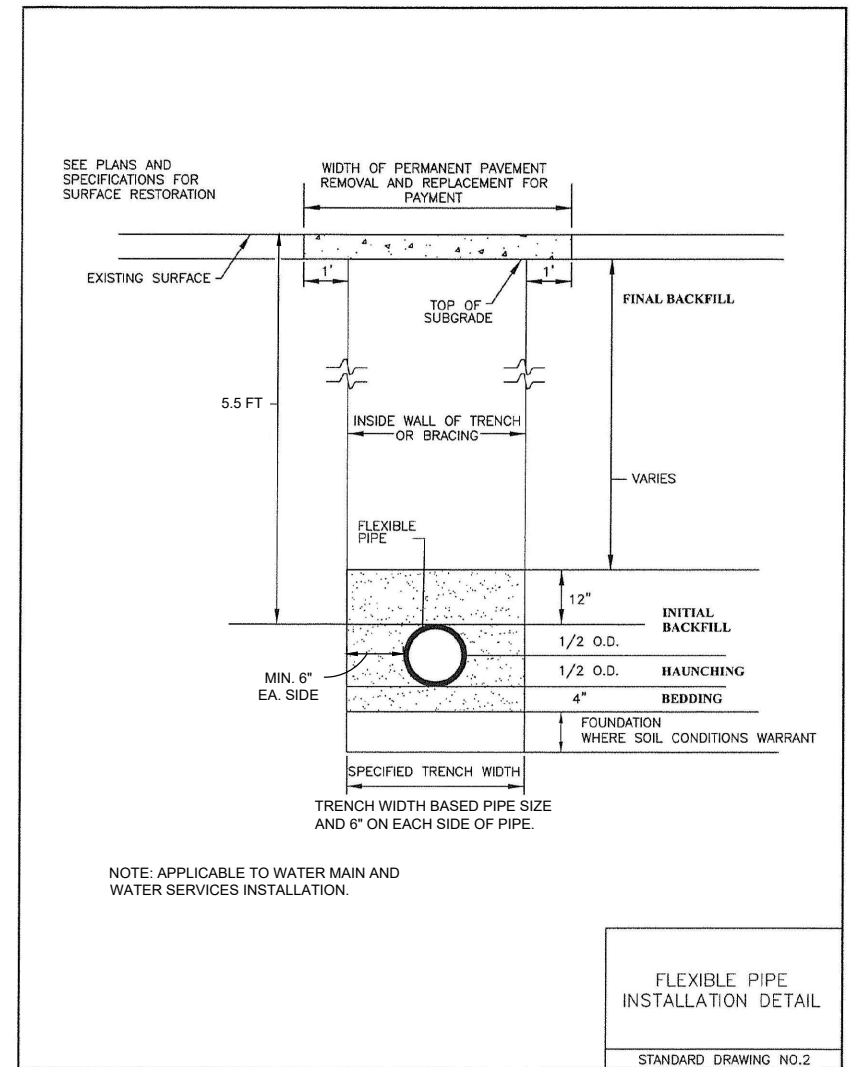 SEE PLANS AND
SPECIFICATIONS FOR
SURFACE RESTORATION
WIDTH OF PERMANENT PAVEMENT
REMOVAL AND REPLACEMENT FOR
PAYMENT
EXISTING SURFACE
1'
1'
TOP OF
SUBGRADE
FINAL BACKFILL
5.5 FT
INSIDE WALL OF TRENCH
OR BRACING
VARIES
FLEXIBLE
PIPE
12"
INITIAL
BACKFILL
1/2 O.D.
MIN. 6"
EA. SIDE
1/2 O.D.
HAUNCHING
4"
BEDDING
FOUNDATION
WHERE SOIL CONDITIONS WARRANT
SPECIFIED TRENCH WIDTH
TRENCH WIDTH BASED PIPE SIZE
AND 6" ON EACH SIDE OF PIPE.
NOTE: APPLICABLE TO WATER MAIN AND
WATER SERVICES INSTALLATION.
FLEXIBLE PIPE
INSTALLATION DETAIL
STANDARD DRAWING NO.2